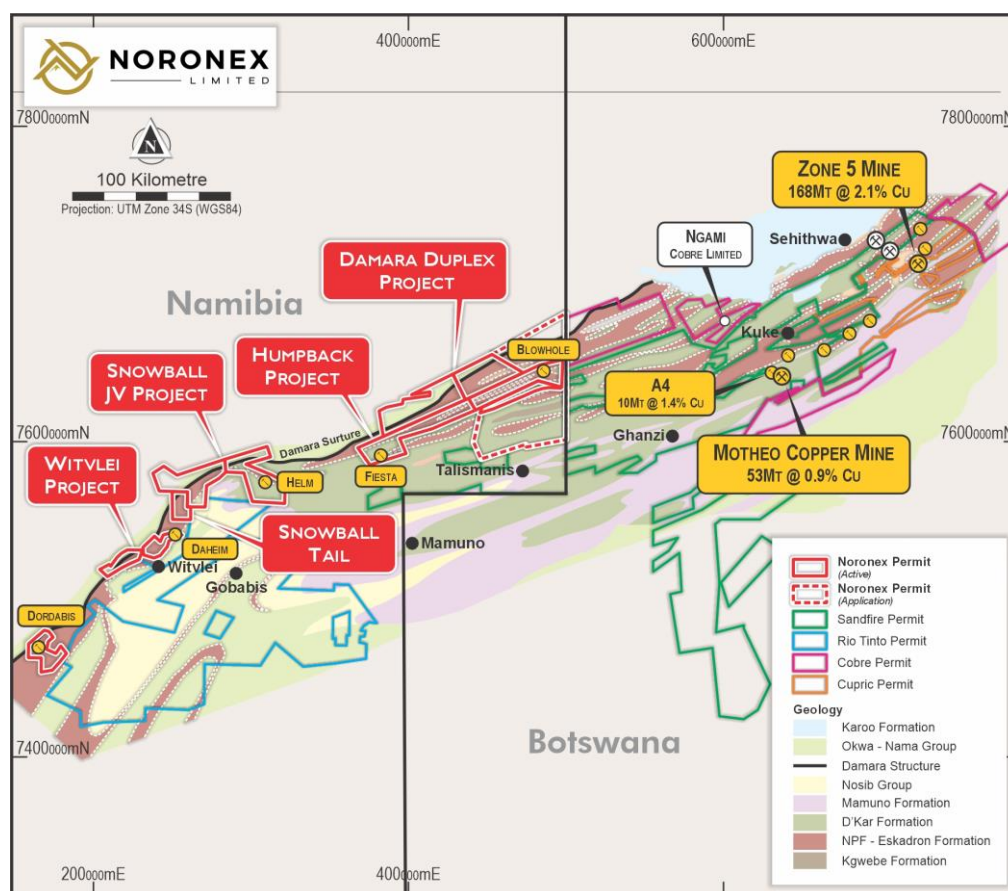 NORONEX
LIMITED
400000mE
600000mE
7800000mN
7800000mN
N
100 Kilometre
Projection: UTM Zone 34S (WGS84)
ZONE 5 MINE
168MT @ 2.1% CU
NGAMI
COBRE LIMITED
Sehithwa
DAMARA DUPLEX
PROJECT
Namibia
HUMPBACK
PROJECT
BLOWHOLE
Kuke
SNOWBALL
JV PROJECT
A4
10MT @ 1.4% CU
Damara Surture
7600000mN
7600000mN
Ghanzi
MOTHEO COPPER MINE
53MT @ 0.9% CU
WITVLEI
PROJECT
HELM
FIESTA
Talismanis
SNOWBALL
TAIL
DAHEIM
Mamuno
Witvlei
Gobabis
DORDABIS
Botswana
7400000mN
Noronex Permit
(Active)
Noronex Permit
(Application)
Sandfire Permit
Rio Tinto Permit
Cobre Permit
Cupric Permit
Geology
Karoo Formation
Okwa - Nama Group
Damara Structure
Nosib Group
Mamuno Formation
D'Kar Formation
NPF - Eskadron Formation
Kgwebe Formation
200000mE
400000mE